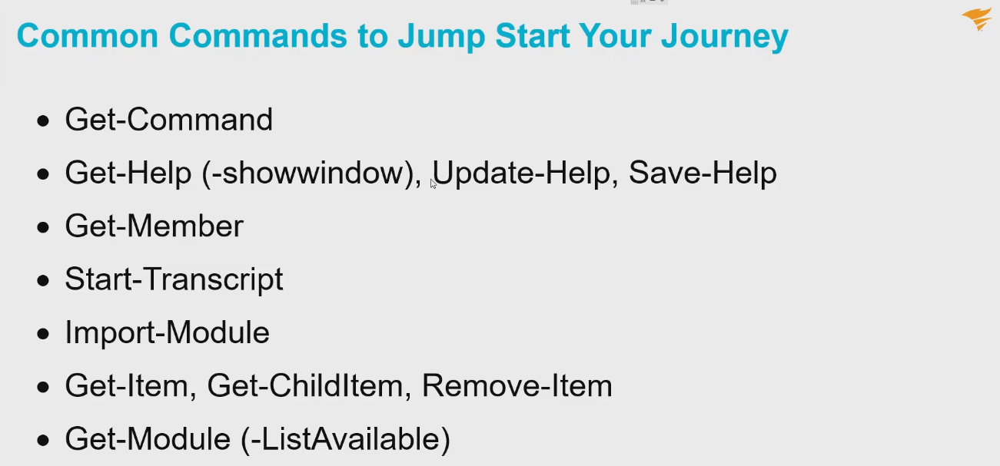 Common Commands to Jump Start Your Journey
• Get-Command
• Get-Help (-showwindow), Update-Help, Save-Help
• Get-Member
• Start-Transcript
• Import-Module
• Get-Item, Get-ChildItem, Remove-Item
• Get-Module (-ListAvailable)